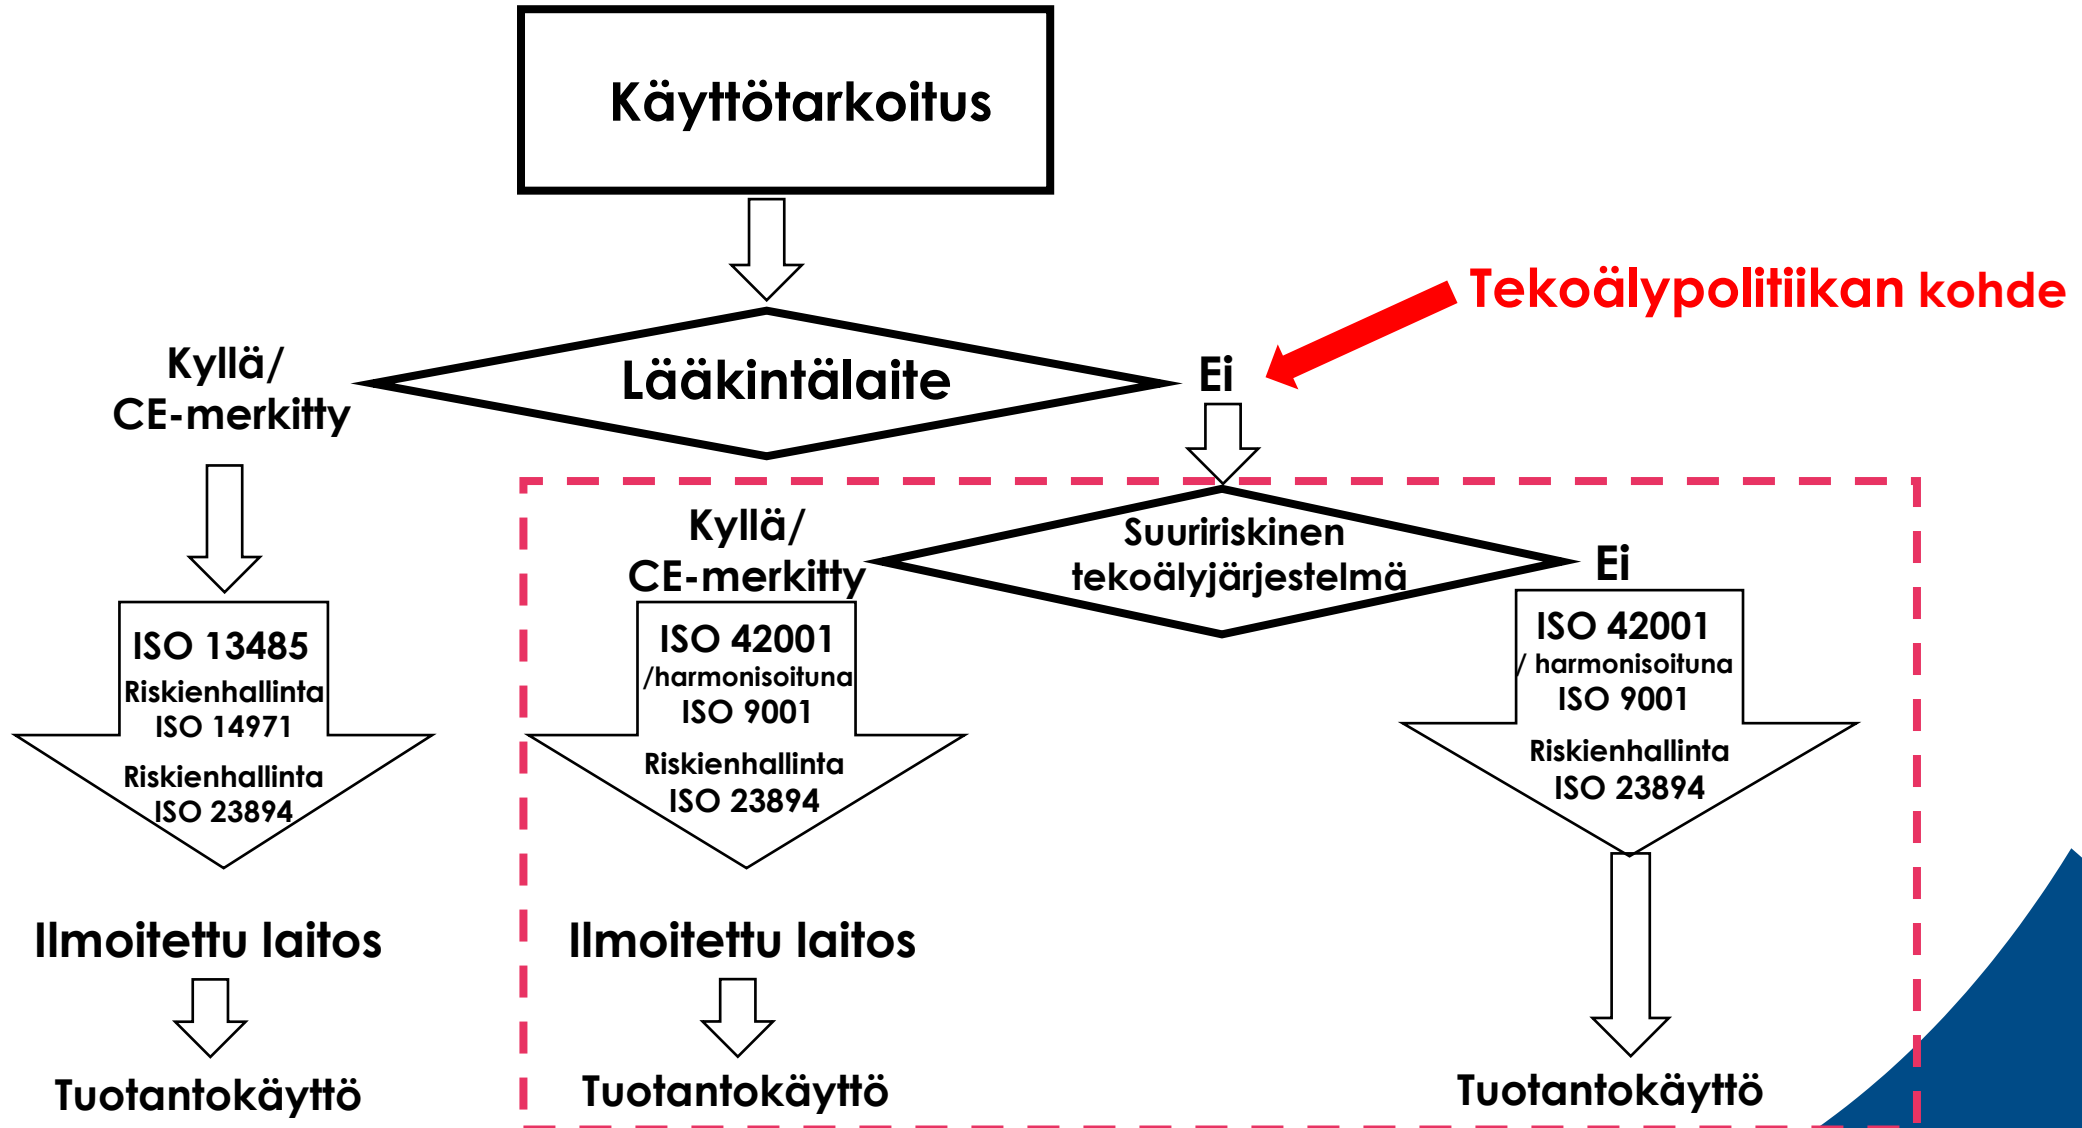 Käyttötarkoitus
Tekoälypolitiikan kohde
Kyllä/
CE-merkitty
Lääkintälaite
Ei
Kyllä/
CE-merkitty
Suuririskinen
tekoälyjärjestelmä
Ei
ISO 13485
Riskienhallinta
ISO 14971
Riskienhallinta
ISO 23894
ISO 42001
/harmonisoituna
ISO 9001
Riskienhallinta
ISO 23894
ISO 42001
/ harmonisoituna
ISO 9001
Riskienhallinta
ISO 23894
Ilmoitettu laitos
Ilmoitettu laitos
Tuotantokäyttö
Tuotantokäyttö
Tuotantokäyttö